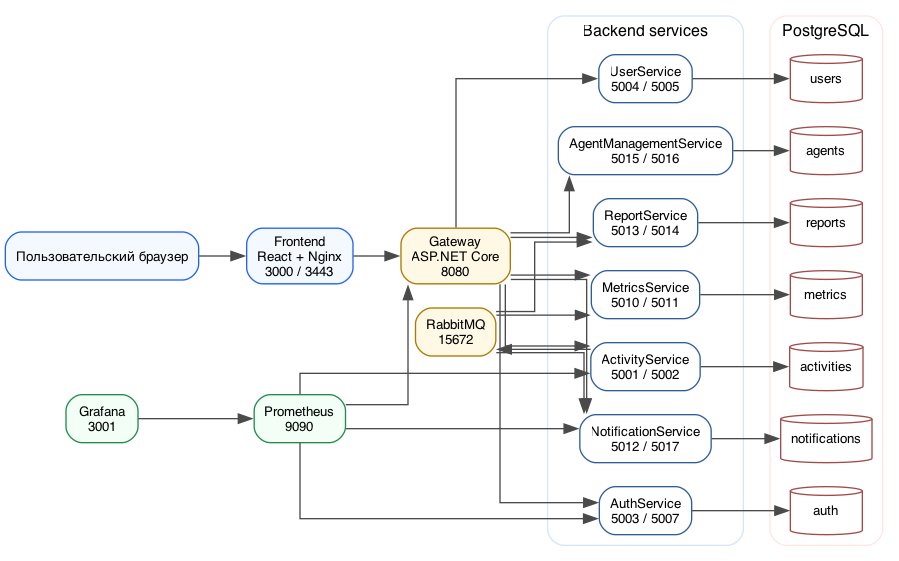 Backend services
PostgreSQL
UserService
5004 / 5005
users
AgentManagementService
5015 / 5016
agents
ReportService
5013 / 5014
reports
Пользовательский браузер
Frontend
React + Nginx
3000 / 3443
Gateway
ASP.NET Core
8080
MetricsService
5010 / 5011
metrics
RabbitMQ
15672
ActivityService
5001 / 5002
activities
Grafana
3001
Prometheus
9090
NotificationService
5012 / 5017
notifications
AuthService
5003 / 5007
auth